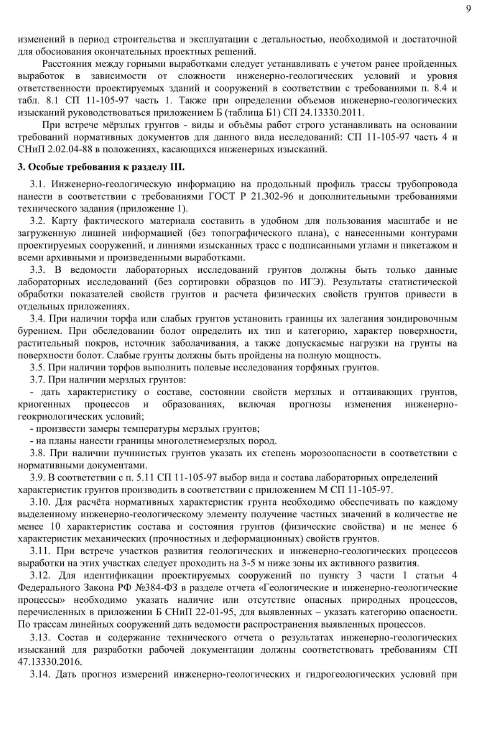 9
изменений в период строительства и эксплуатации с детальностью, необходимой и достаточной
для обоснования окончательных проектных решений.
Расстояния между горными выработками следует устанавливать с учетом ранее пройденных
выработок в зависимости от сложности инженерно-геологических условий и уровня
ответственности проектируемых зданий и сооружений в соответствии с требованиями п. 8.4 и
табл. 8.1 СП 11-105-97 часть 1. Также при определении объемов инженерно-геологических
изысканий руководствоваться приложением Б (таблица Б1) СП 24.13330.2011.
При встрече мёрзлых грунтов - виды и объёмы работ строго устанавливать на основании
требований нормативных документов для данного вида исследований: СП 11-105-97 часть 4 и
СНиП 2.02.04-88 в положениях, касающихся инженерных изысканий.
3. Особые требования к разделу III.
3.1. Инженерно-геологическую информацию на продольный профиль трассы трубопровода
нанести в соответствии с требованиями ГОСТ Р 21.302-96 и дополнительными требованиями
технического задания (приложение 1).
3.2. Карту фактического материала составить в удобном для пользования масштабе и не
загруженную лишней информацией (без топографического плана), с нанесенными контурами
проектируемых сооружений, и линиями изысканных трасс с подписанными углами и пикетажом и
всеми архивными и произведенными выработками.
3.3. В ведомости лабораторных исследований грунтов должны быть только данные
лабораторных исследований (без сортировки образцов по ИГЭ). Результаты статистической
обработки показателей свойств грунтов и расчета физических свойств грунтов привести в
отдельных приложениях.
3.4. При наличии торфа или слабых грунтов установить границы их залегания зондировочным
бурением. При обследовании болот определить их тип и категорию, характер поверхности,
растительный покров, источник заболачивания, а также допускаемые нагрузки на грунты на
поверхности болот. Слабые грунты должны быть пройдены на полную мощность.
3.5. При наличии торфов выполнить полевые исследования торфяных грунтов.
3.7. При наличии мерзлых грунтов:
- дать характеристику о составе, состоянии свойств мерзлых и оттаивающих грунтов,
криогенных процессов и образованиях, включая прогнозы изменения инженерно-
геокриологических условий;
- произвести замеры температуры мерзлых грунтов;
- на планы нанести границы многолетнемерзлых пород.
3.8. При наличии пучинистых грунтов указать их степень морозоопасности в соответствии с
нормативными документами.
3.9. В соответствии с п. 5.11 СП 11-105-97 выбор вида и состава лабораторных определений
характеристик грунтов производить в соответствии с приложением М СП 11-105-97.
3.10. Для расчёта нормативных характеристик грунта необходимо обеспечивать по каждому
выделенному инженерно-геологическому элементу получение частных значений в количестве не
менее 10 характеристик состава и состояния грунтов (физические свойства) и не менее 6
характеристик механических (прочностных и деформационных) свойств грунтов.
3.11. При встрече участков развития геологических и инженерно-геологических процессов
выработки на этих участках следует проходить на 3-5 м ниже зоны их активного развития.
3.12. Для идентификации проектируемых сооружений по пункту 3 части 1 статьи 4
Федерального Закона РФ №384-ФЗ в разделе отчета «Геологические и инженерно-геологические
процессы» необходимо указать наличие или отсутствие опасных природных процессов,
перечисленных в приложении Б СНиП 22-01-95, для выявленных – указать категорию опасности.
По трассам линейных сооружений дать ведомости распространения выявленных процессов.
3.13. Состав и содержание технического отчета о результатах инженерно-геологических
изысканий для разработки рабочей документации должны соответствовать требованиям СП
47.13330.2016.
3.14. Дать прогноз измерений инженерно-геологических и гидрогеологических условий при